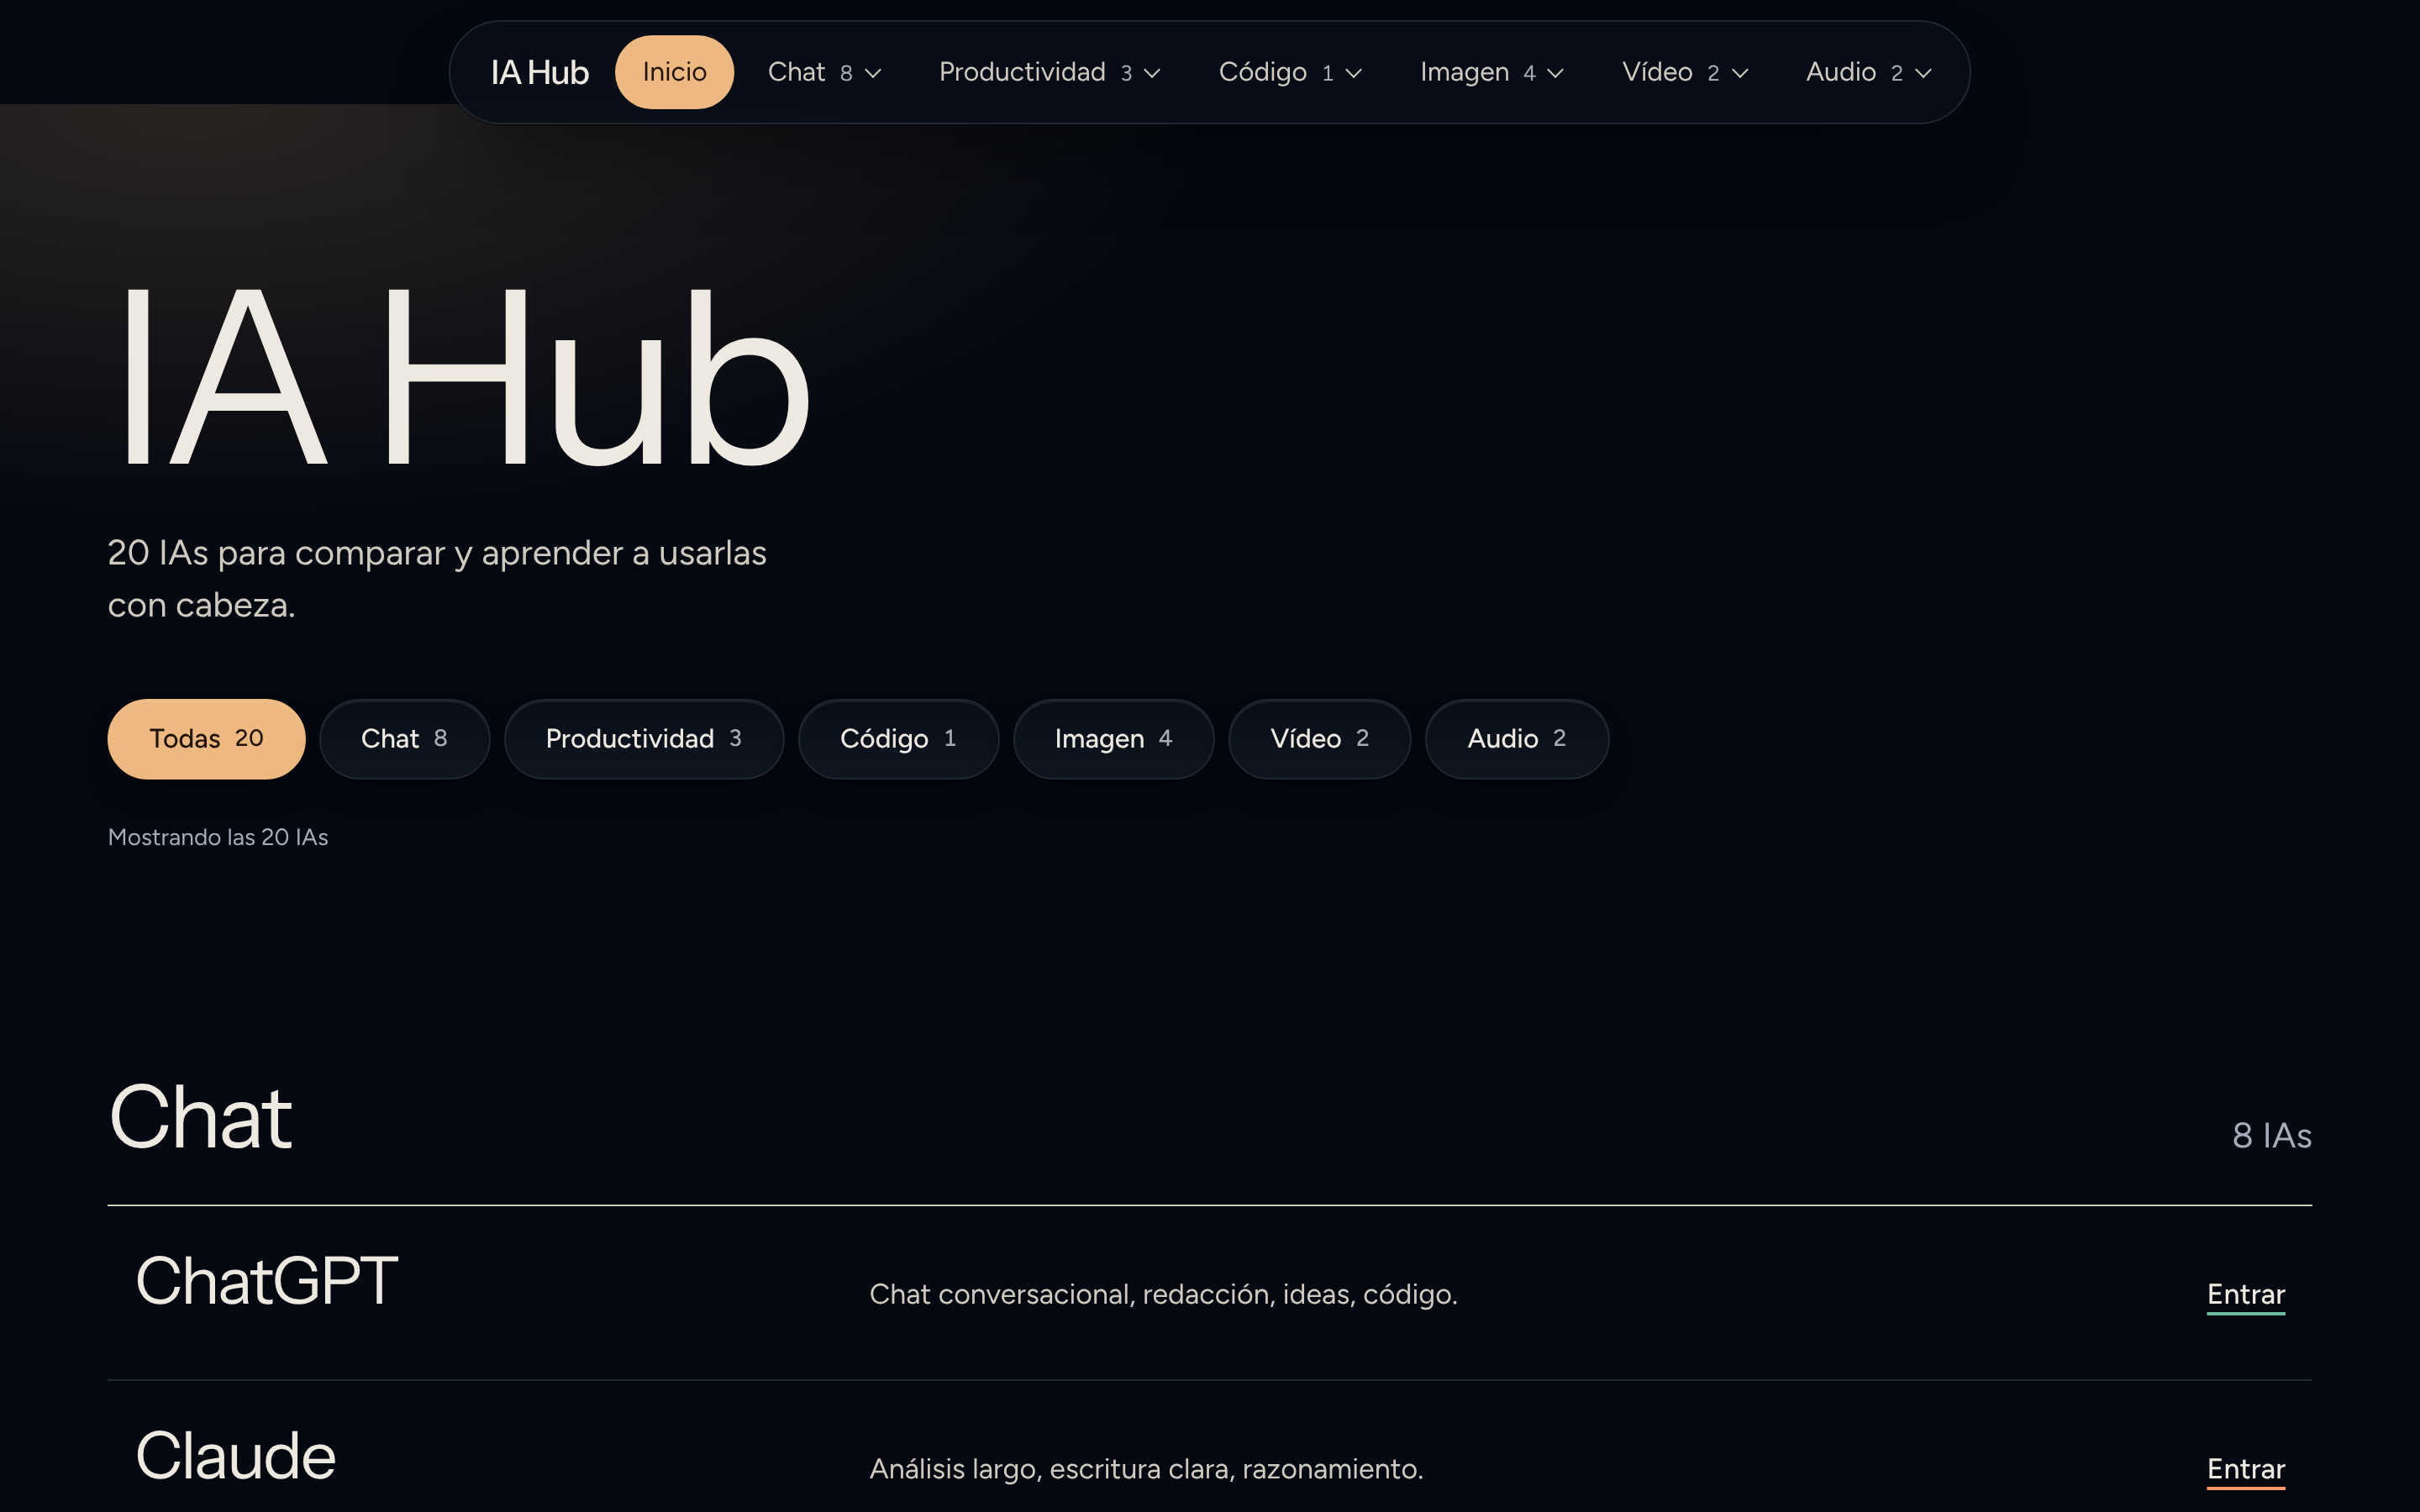 IA Hub Inicio Chat 8 Productividad 3 Código 1 Imagen 4 Vídeo 2 Audio 2
IA Hub
20 IAs para comparar y aprender a usarlas
con cabeza.
Todas 20 Chat 8 Productividad 3 Código 1 Imagen 4 Vídeo 2 Audio 2
Mostrando las 20 IAs
Chat 8 IAs
ChatGPT Chat conversacional, redacción, ideas, código. Entrar
Claude Análisis largo, escritura clara, razonamiento. Entrar